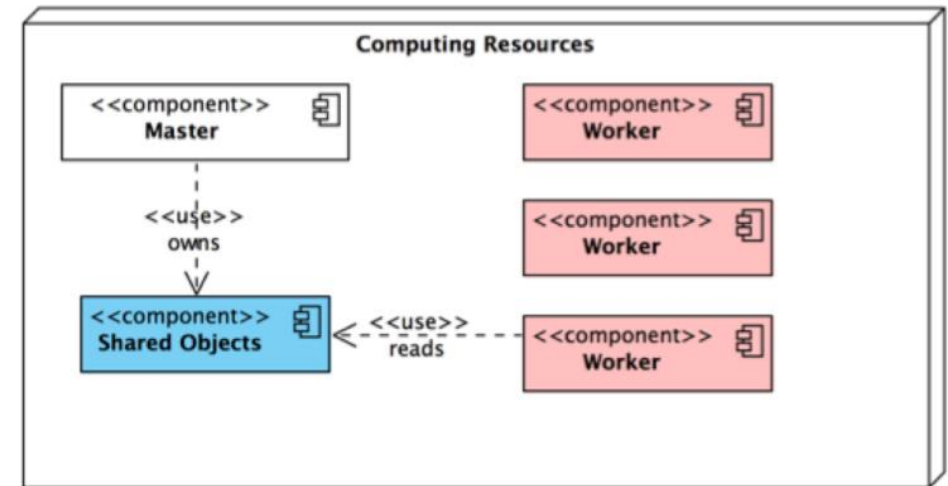 Computing Resources
<<component>>
Master
<<use>>
owns
<<component>>
Shared Objects
<<use>>
reads
<<component>>
Worker
<<component>>
Worker
<<component>>
Worker